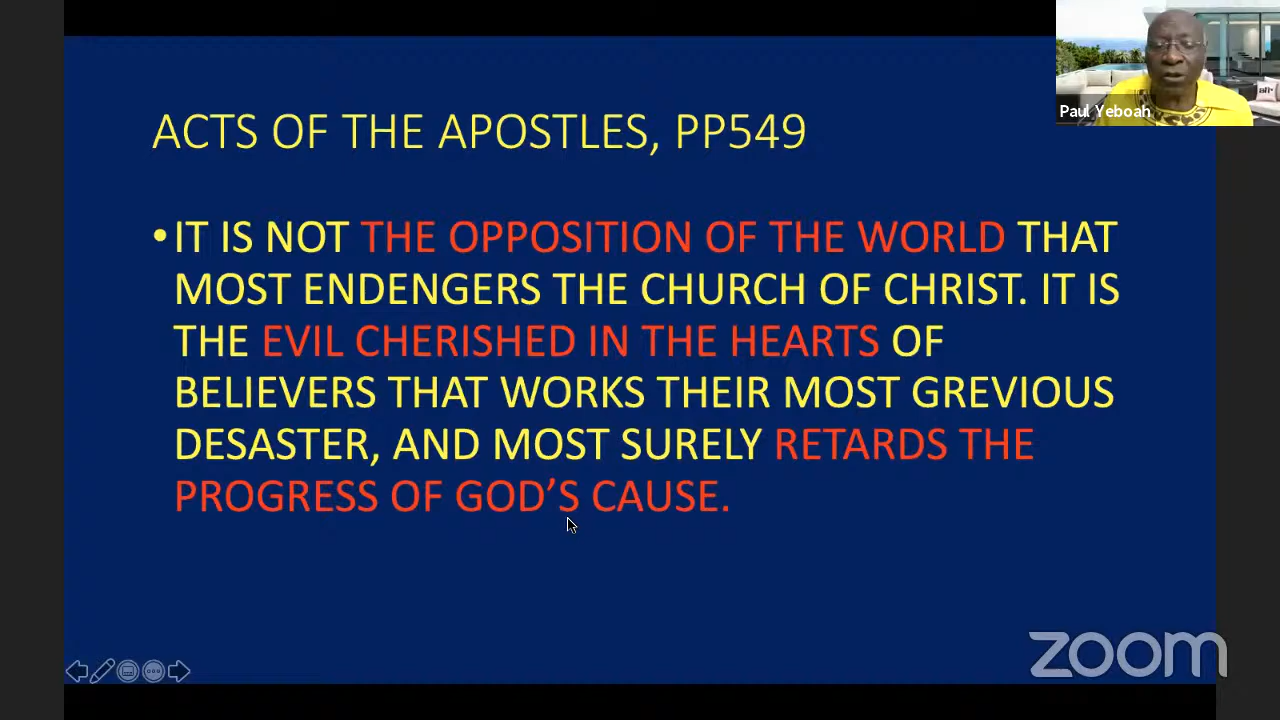 Paul Yeboah
ACTS OF THE APOSTLES, PP549
•IT IS NOT THE OPPOSITION OF THE WORLD THAT
MOST ENDENGERS THE CHURCH OF CHRIST. IT IS
THE EVIL CHERISHED IN THE HEARTS OF
BELIEVERS THAT WORKS THEIR MOST GREVIOUS
DESASTER, AND MOST SURELY RETARDS THE
PROGRESS OF GOD’S CAUSE.
zoom